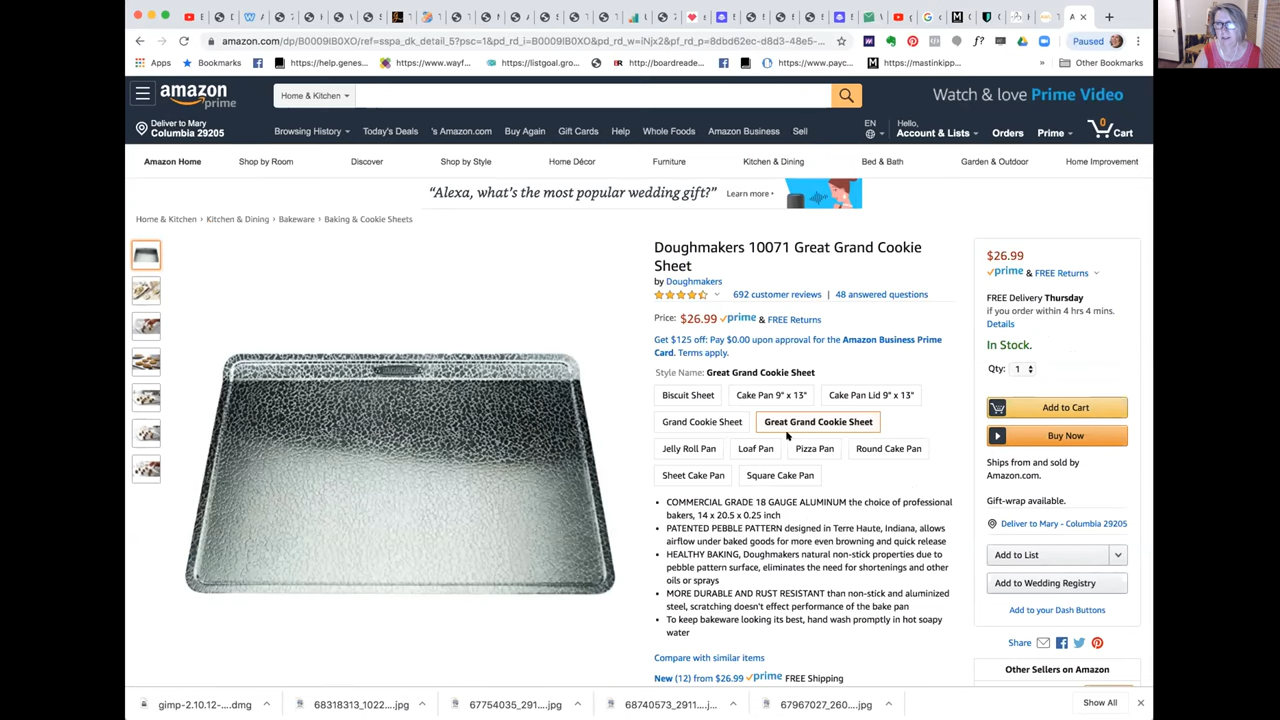 amazon.com/dp/B0009IB0XO/ref=sspa_dk_detail_5?psc=1&pd_rd_i=B0009IB0XO&pd_rd_w=iNjx2&pf_rd_p=8dbd62ec-d8d3-48e5-...
Paused
Apps
Bookmarks
https://help.genes...
https://www.wayf...
https://listgoal.gro...
http://boardreade...
https://www.payc...
https://mastinkipp...
»
Other Bookmarks
amazon
prime
Home & Kitchen
Watch & love Prime Video
Deliver to Mary
Columbia 29205
Browsing History
Today's Deals
's Amazon.com
Buy Again
Gift Cards
Help
Whole Foods
Amazon Business
Sell
EN
Hello,
Account & Lists
Orders
Prime
0
Cart
Amazon Home
Shop by Room
Discover
Shop by Style
Home Décor
Furniture
Kitchen & Dining
Bed & Bath
Garden & Outdoor
Home Improvement
“Alexa, what's the most popular wedding gift?”
Learn more ›
Home & Kitchen › Kitchen & Dining › Bakeware › Baking & Cookie Sheets
Doughmakers 10071 Great Grand Cookie
Sheet
by Doughmakers
692 customer reviews | 48 answered questions
Price: $26.99 prime & FREE Returns
Get $125 off: Pay $0.00 upon approval for the Amazon Business Prime
Card. Terms apply.
Style Name: Great Grand Cookie Sheet
Biscuit Sheet
Cake Pan 9" x 13"
Cake Pan Lid 9" x 13"
Grand Cookie Sheet
Great Grand Cookie Sheet
Jelly Roll Pan
Loaf Pan
Pizza Pan
Round Cake Pan
Sheet Cake Pan
Square Cake Pan
• COMMERCIAL GRADE 18 GAUGE ALUMINUM the choice of professional
bakers, 14 x 20.5 x 0.25 inch
• PATENTED PEBBLE PATTERN designed in Terre Haute, Indiana, allows
airflow under baked goods for more even browning and quick release
• HEALTHY BAKING, Doughmakers natural non-stick properties due to
pebble pattern surface, eliminates the need for shortenings and other
oils or sprays
• MORE DURABLE AND RUST RESISTANT than non-stick and aluminized
steel, scratching doesn't effect performance of the bake pan
• To keep bakeware looking its best, hand wash promptly in hot soapy
water
Compare with similar items
New (12) from $26.99 prime FREE Shipping
$26.99
prime & FREE Returns
FREE Delivery Thursday
if you order within 4 hrs 4 mins.
Details
In Stock.
Qty: 1
Add to Cart
Buy Now
Ships from and sold by
Amazon.com.
Gift-wrap available.
Deliver to Mary - Columbia 29205
Add to List
Add to Wedding Registry
Add to your Dash Buttons
Share
Other Sellers on Amazon
gimp-2.10.12-....dmg
68318313_1022....jpg
67754035_291....jpg
68740573_2911....jpg
67967027_260....jpg
Show All